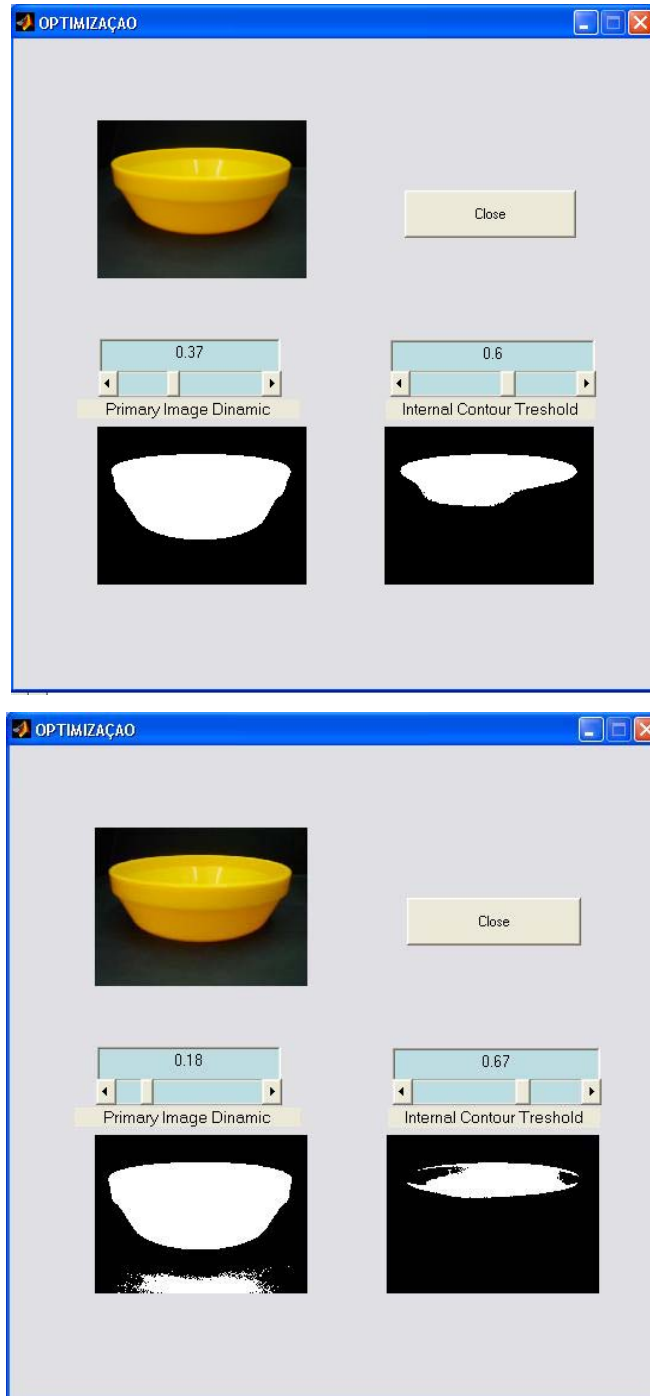 OPTIMIZAÇAO
Close
0.37
0.6
Primary Image Dinamic
Internal Contour Treshold
OPTIMIZAÇAO
Close
0.18
0.67
Primary Image Dinamic
Internal Contour Treshold